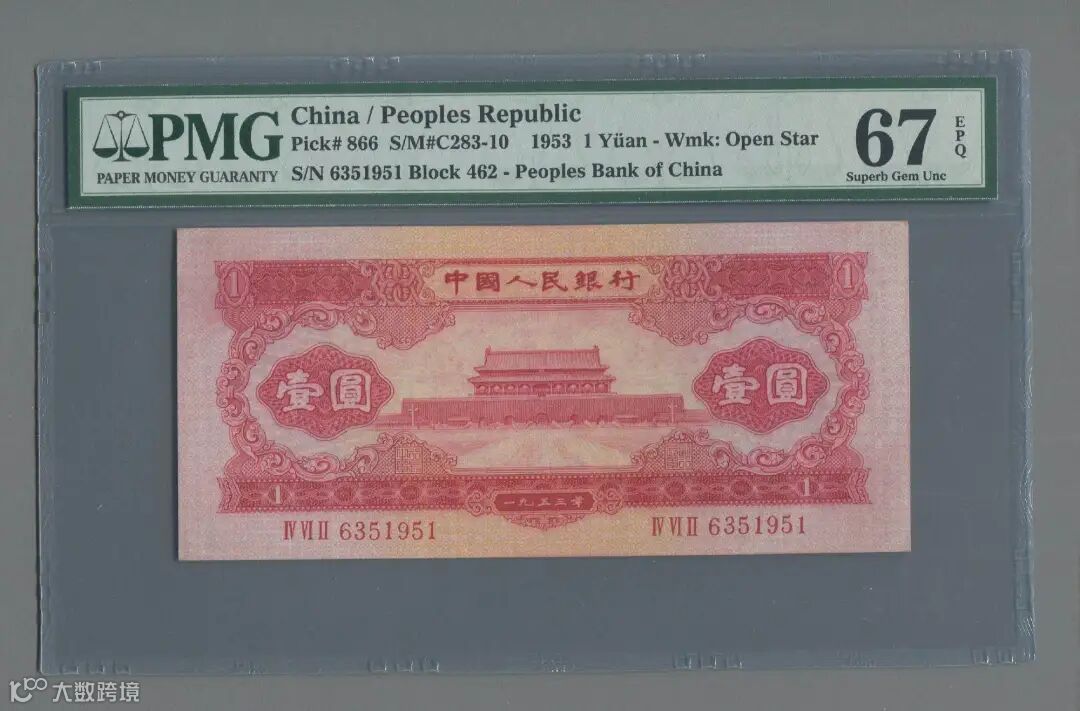 PMG
PAPER MONEY GUARANTY
China / Peoples Republic
Pick# 866 S/M#C283-10 1953 1 Yüan - Wmk: Open Star
S/N 6351951 Block 462 - Peoples Bank of China
67
EPQ
Superb Gem Unc
1 中國人民銀行 1
壹圓 壹圓
1 一九五三年 1
ⅣⅥⅡ 6351951 ⅣⅥⅡ 6351951
大数跨境